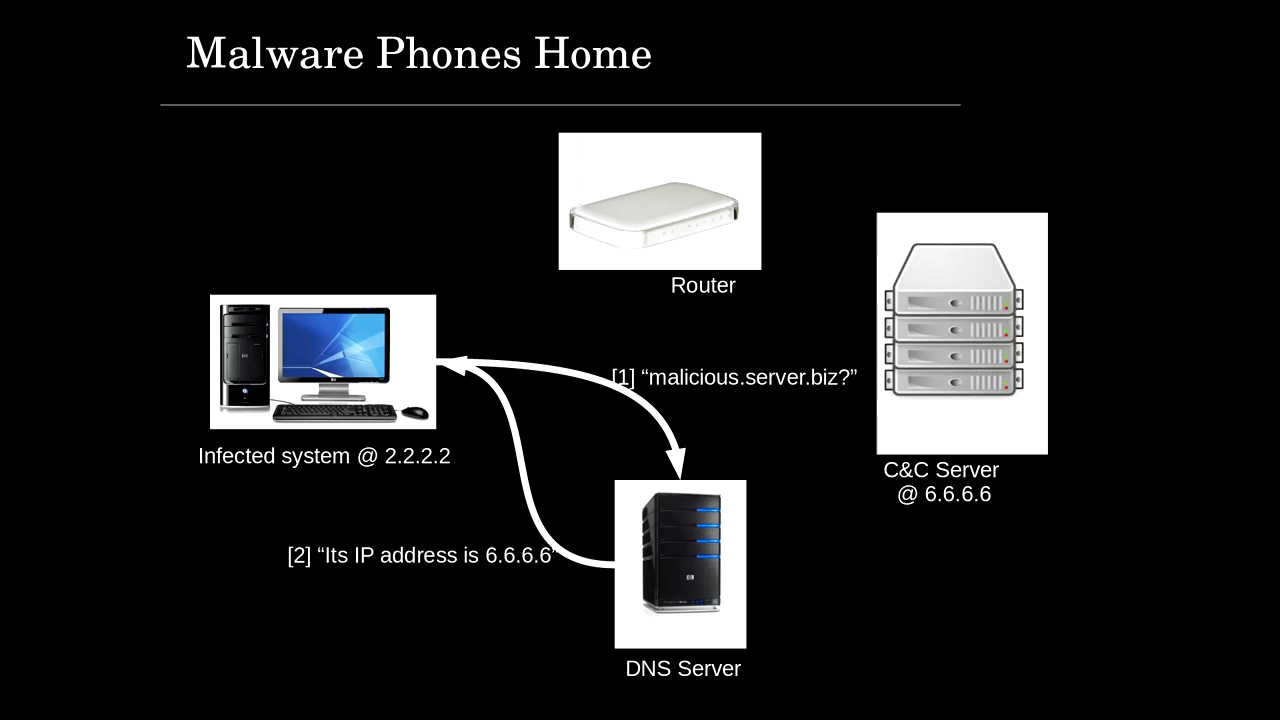 Malware Phones Home
Router
[1] “malicious.server.biz?”
Infected system @ 2.2.2.2
C&C Server
@ 6.6.6.6
[2] “Its IP address is 6.6.6.6”
DNS Server